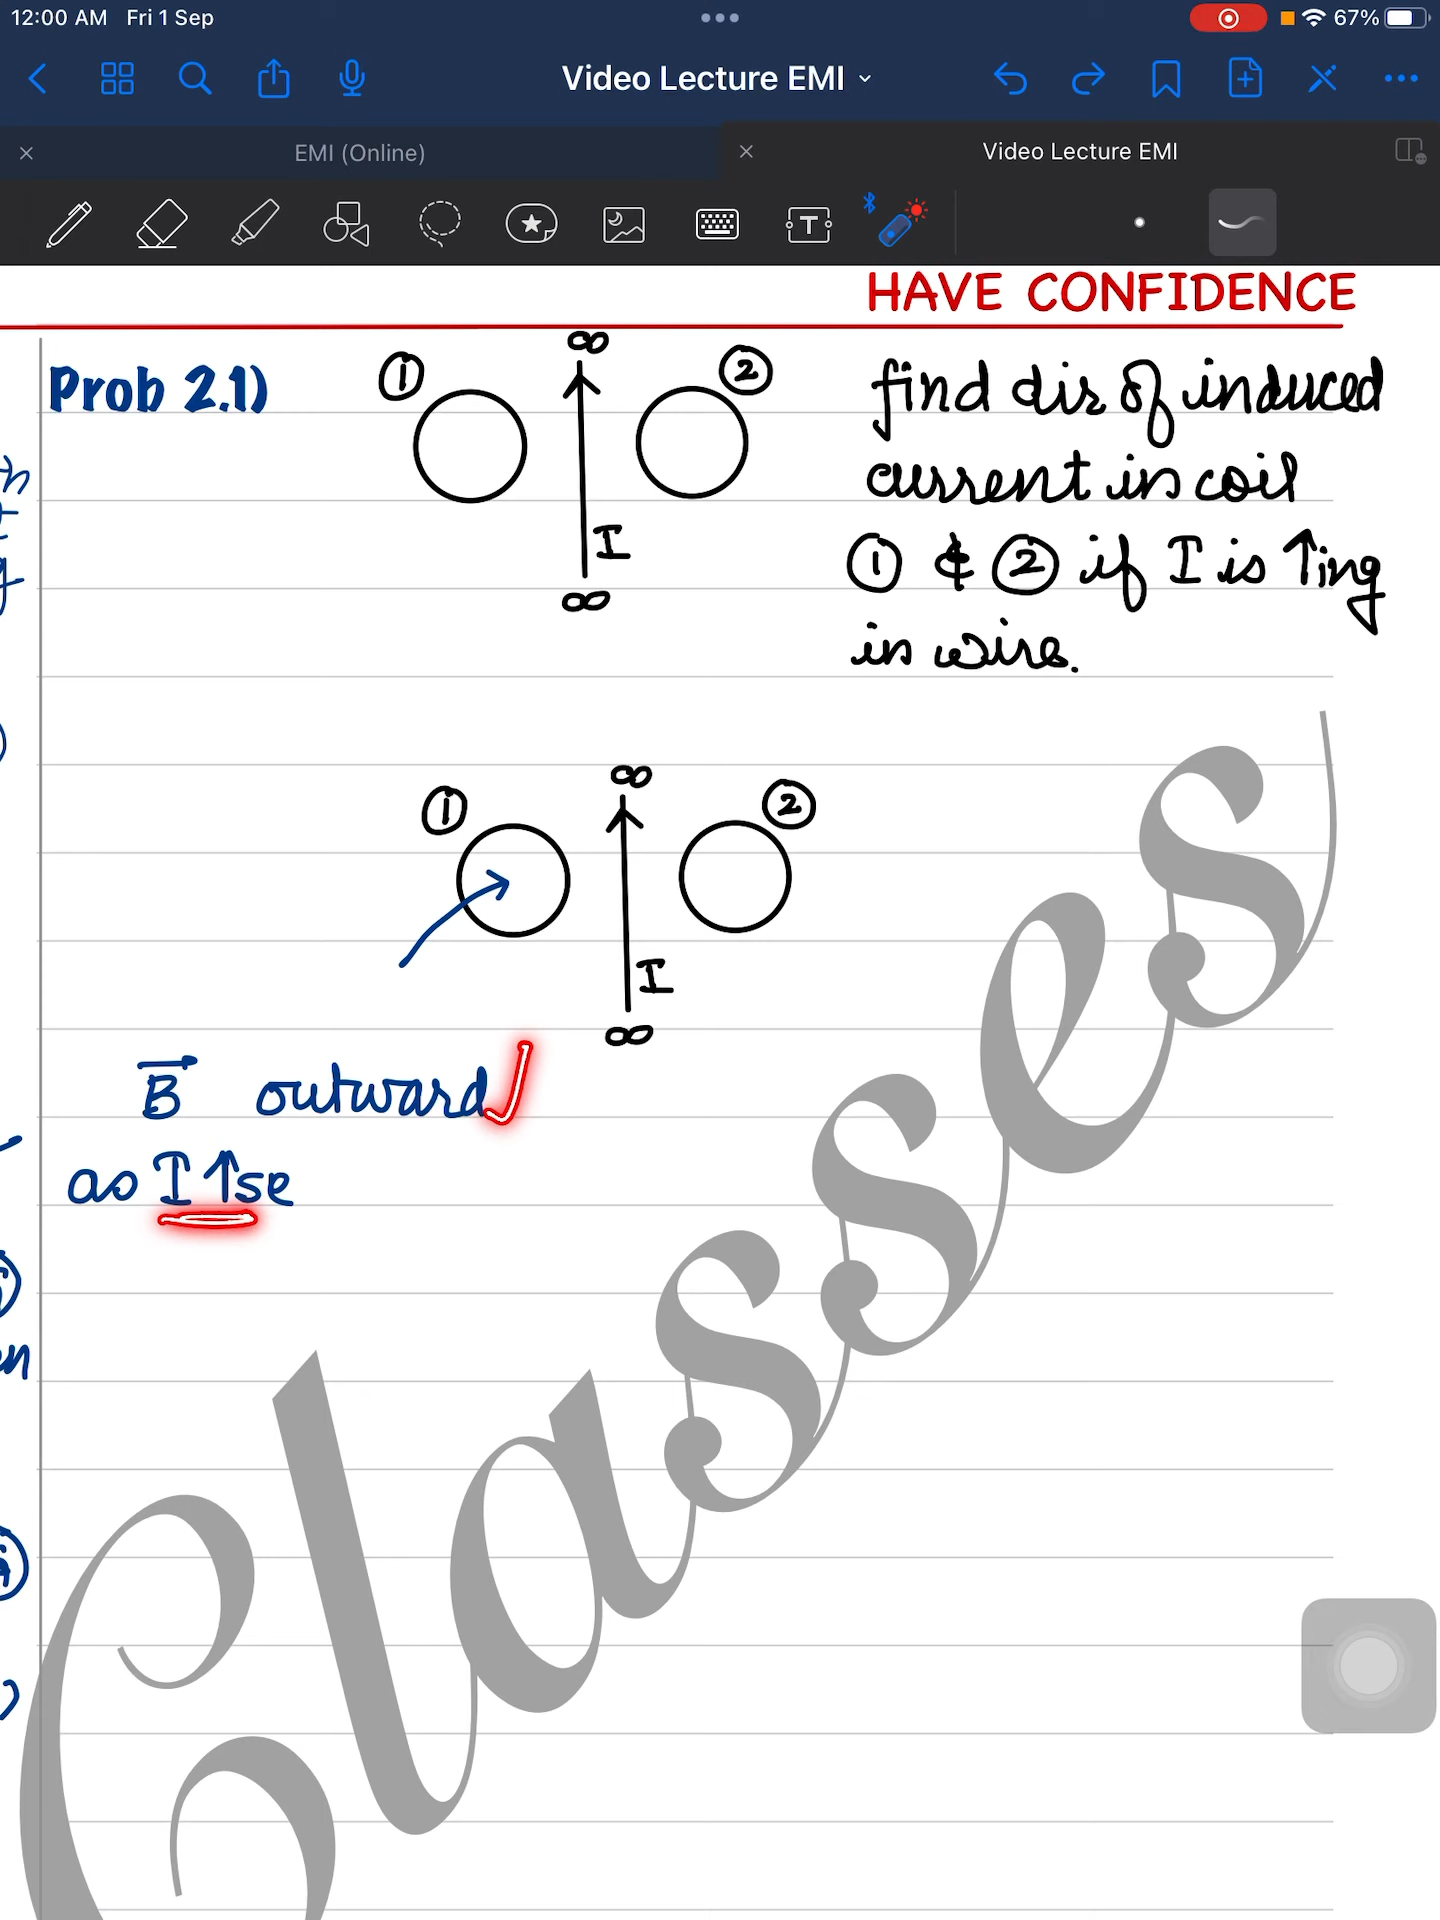 12:00 AM Fri 1 Sep
67%
Video Lecture EMI
EMI (Online)
Video Lecture EMI
T
HAVE CONFIDENCE
Prob 2.1)
① ∞ ②
I
∞
find dir of induced
current in coil
① & ② if I is ↑ing
in wire.
① ∞ ②
I
∞
B outward
as I ↑se
Classes